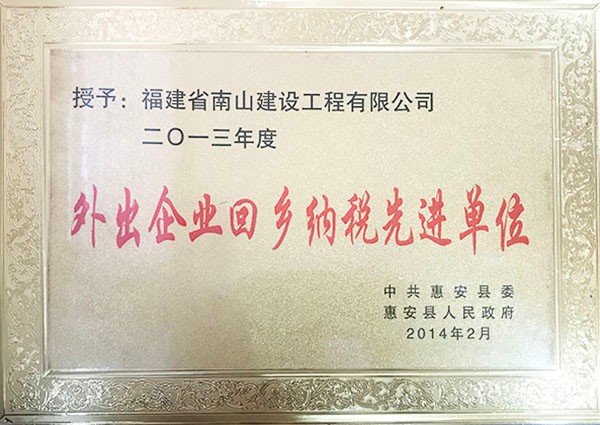 授予：福建省南山建设工程有限公司
二〇一三年度
外出企业回乡纳税先进单位
中共惠安县委
惠安县人民政府
2014年2月